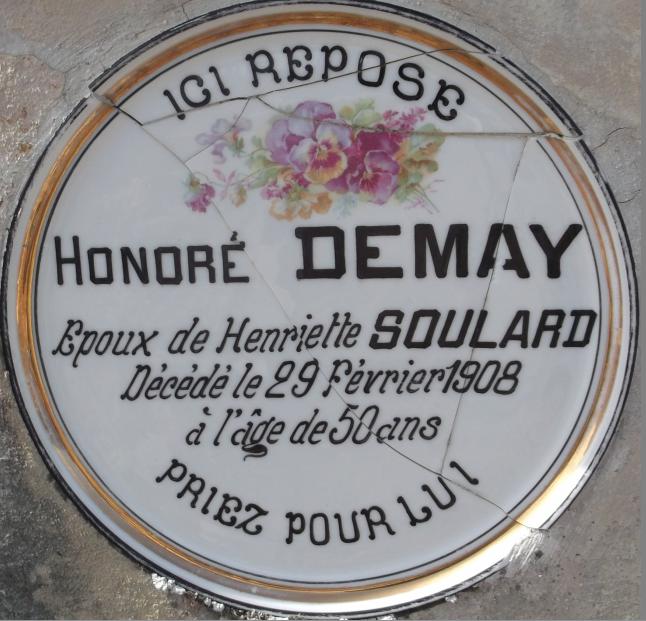 ICI REPOSE
HONORÉ DEMAY
Epoux de Henriette SOULARD
Décédé le 29 Février 1908
à l'âge de 50 ans
PRIEZ POUR LUI